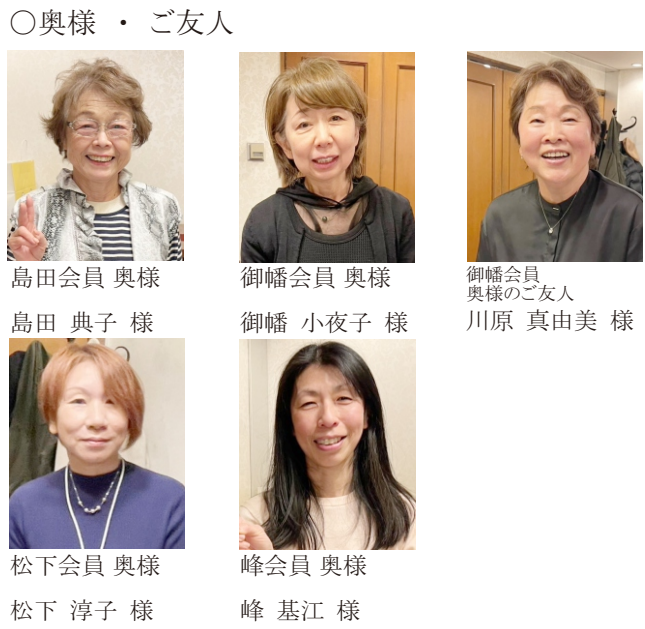 〇奥様 ・ ご友人
島田会員 奥様
島田 典子 様
御幡会員 奥様
御幡 小夜子 様
御幡会員
奥様のご友人
川原 真由美 様
松下会員 奥様
松下 淳子 様
峰会員 奥様
峰 基江 様